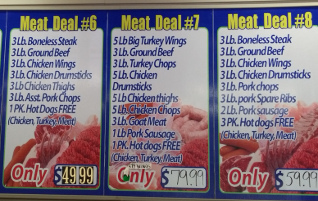 Meat Deal #6
3 Lb. Boneless Steak
3 Lb. Ground Beef
3 Lb. Chicken Wings
3 Lb. Chicken Drumsticks
3 Lb Chicken Thighs
3 Lb. Asst. Pork Chops
1 PK. Hot Dogs FREE
(Chicken, Turkey, Meat)
Only $49.99
Meat Deal #7
5 Lb Big Turkey Wings
5 Lb. Ground Beef
3 Lb. Turkey Chops
5 Lb. Chicken
Drumsticks
5 Lb Chicken thighs
5 Lb. Chicken Chops
3 Lb. Goat Meat
1 Lb Pork Sausage
1 PK. Hot dogs FREE
(Chicken, Turkey, Meat)
Only $79.99
Meat Deal #8
3 Lb. Boneless Steak
3 Lb. Ground Beef
3 Lb. Chicken Wings
3 Lb. Chicken Drumsticks
3 Lb. Pork chops
3 Lb. pork Spare Ribs
2 Lb. Pork sausage
3 PK. Hot dogs FREE
(Chicken, Turkey, Meat)
Only $59.99